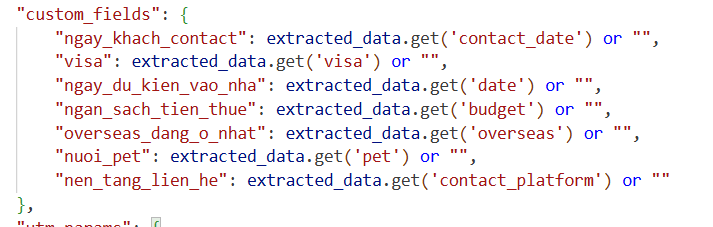 "custom_fields": {
"ngay_khach_contact": extracted_data.get('contact_date') or "",
"visa": extracted_data.get('visa') or "",
"ngay_du_kien_vao_nha": extracted_data.get('date') or "",
"ngan_sach_tien_thue": extracted_data.get('budget') or "",
"overseas_dang_o_nhat": extracted_data.get('overseas') or "",
"nuoi_pet": extracted_data.get('pet') or "",
"nen_tang_lien_he": extracted_data.get('contact_platform') or ""
},